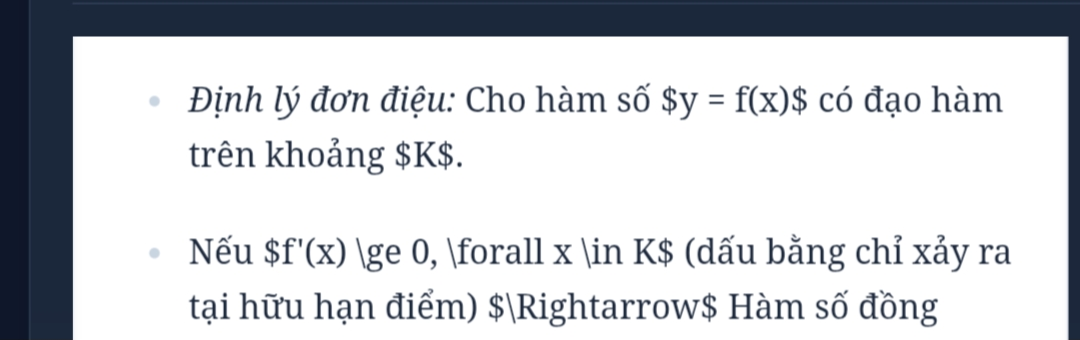 Định lý đơn điệu: Cho hàm số $y = f(x)$ có đạo hàm
trên khoảng $K$.
Nếu $f'(x) \ge 0, \forall x \in K$ (dấu bằng chỉ xảy ra
tại hữu hạn điểm) $\Rightarrow$ Hàm số đồng